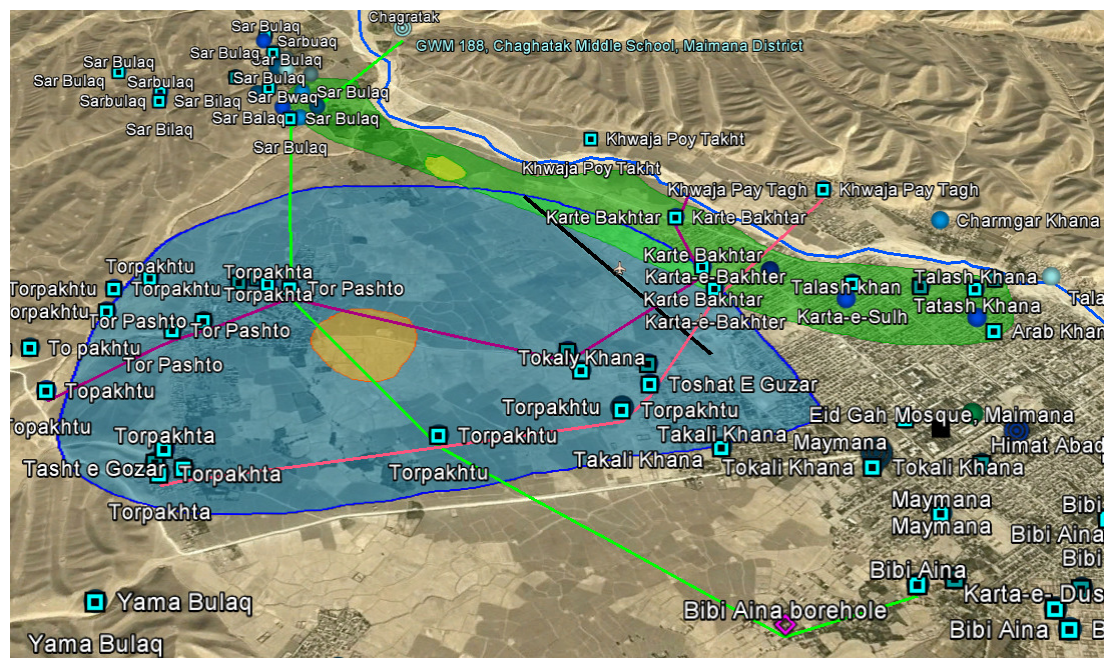 Chagratak
Sar Bulaq
GWM 188, Chaghatak Middle School, Maimana District
Sarbuaq
Sar Bulaq
Sar Bulaq
Sar Bulaq
Sar Bulaq
Sar Bulaq
Sarbulaq
Sar Bulaq
Sar Bwaq
Sarbulaq
Sar Bilaq
Sar Balaq
Sar Bulaq
Sar Bilaq
Khwaja Poy Takht
Sar Bulaq
Khwaja Poy Takht
Khwaja Pay Tagh
Khwaja Pay Tagh
Karte Bakhtar
Karte Bakhtar
Charmgar Khana
Karte Bakhtar
Torpakhtu
Torpakhta
Karta-e-Bakhter
Talash Khana
Torpakhtu
Torpakhtu
Torpakhta
Tor Pashto
Talash khan
Karte Bakhtar
Tatash Khana
Tor Pashto
Tor Pashto
Karta-e-Bakhter
Karta-e-Sulh
Arab Khan
To pakhtu
Tokaly Khana
Tor Pashto
Topakhtu
Toshat E Guzar
Torpakhtu
Torpakhtu
Eid Gah Mosque, Maimana
Torpakhta
Torpakhtu
Takali Khana
Maymana
Himat Abad
Takali Khana
Tokali Khana
Tokali Khana
Tasht e Gozar
Torpakhta
Torpakhtu
Maymana
Torpakhta
Maymana
Bibi
Bibi Aina
Bibi
Bibi Aina
Yama Bulaq
Bibi Aina borehole
Karta-e- Dus
Bibi Aina
B
Yama Bulaq